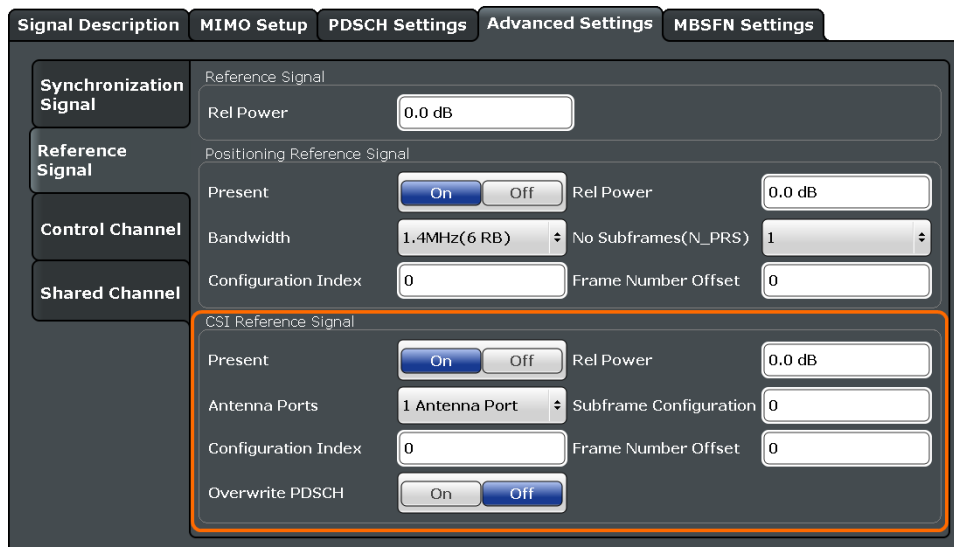 Signal Description MIMO Setup PDSCH Settings Advanced Settings MBSFN Settings
Synchronization
Signal
Reference
Signal
Control Channel
Shared Channel
Reference Signal
Rel Power 0.0 dB
Positioning Reference Signal
Present On Off Rel Power 0.0 dB
Bandwidth 1.4MHz(6 RB) No Subframes(N_PRS) 1
Configuration Index 0 Frame Number Offset 0
CSI Reference Signal
Present On Off Rel Power 0.0 dB
Antenna Ports 1 Antenna Port Subframe Configuration 0
Configuration Index 0 Frame Number Offset 0
Overwrite PDSCH On Off